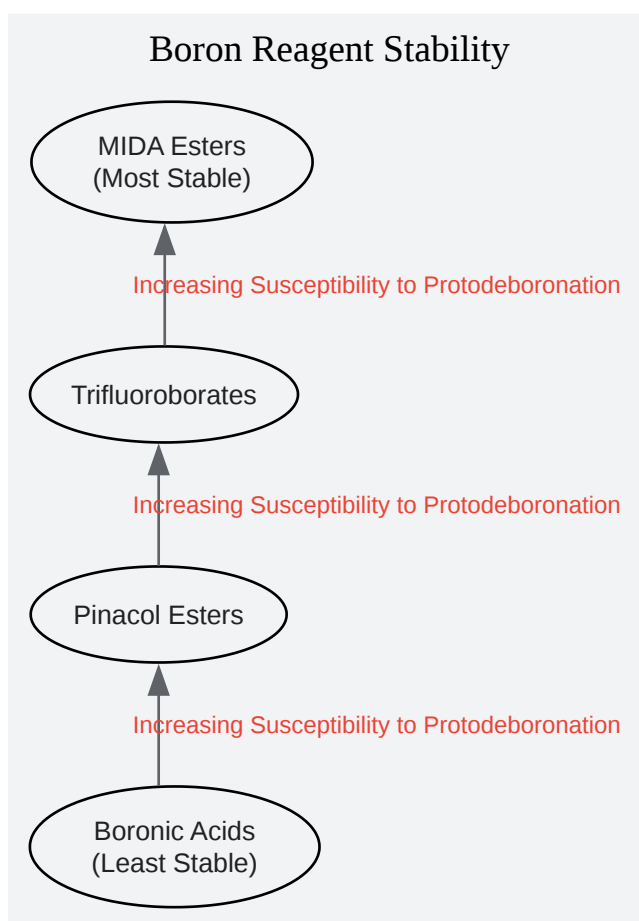 Boron Reagent Stability
MIDA Esters
(Most Stable)
Increasing Susceptibility to Protodeboronation
Trifluoroborates
Increasing Susceptibility to Protodeboronation
Pinacol Esters
Increasing Susceptibility to Protodeboronation
Boronic Acids
(Least Stable)